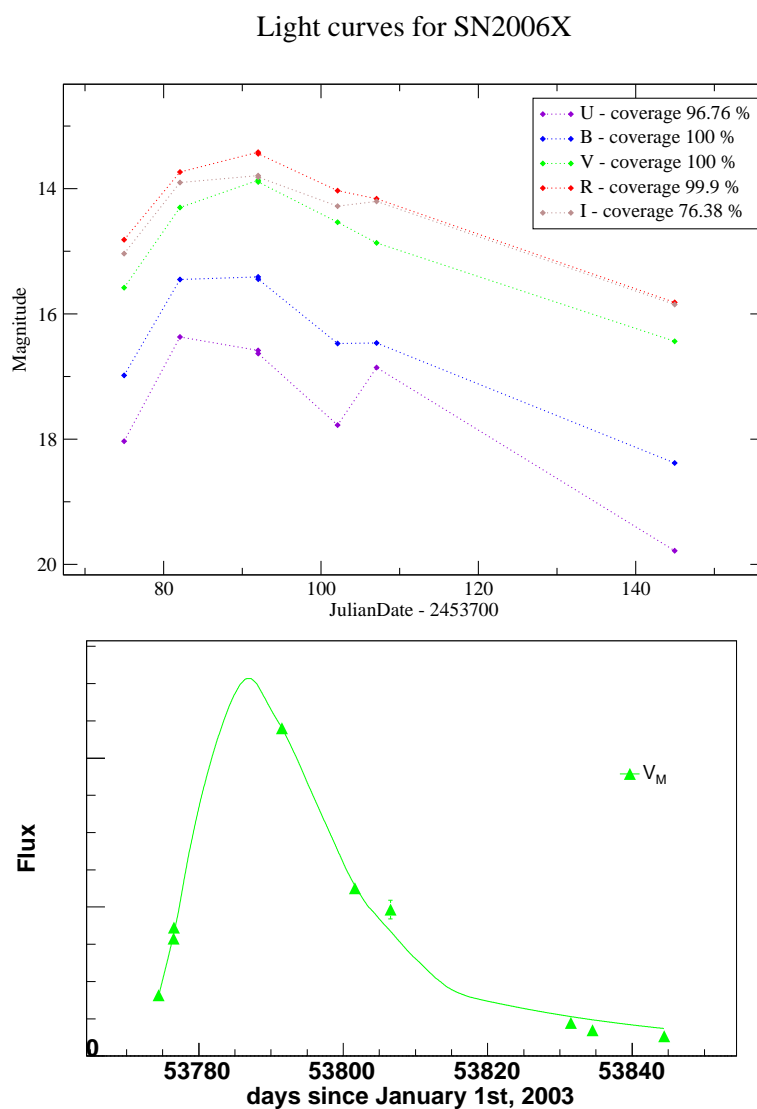 Light curves for SN2006X
U - coverage 96.76 %
B - coverage 100 %
V - coverage 100 %
R - coverage 99.9 %
I - coverage 76.38 %
14
16
18
20
Magnitude
80 100 120 140
JulianDate - 2453700
V_M
Flux
0
53780 53800 53820 53840
days since January 1st, 2003